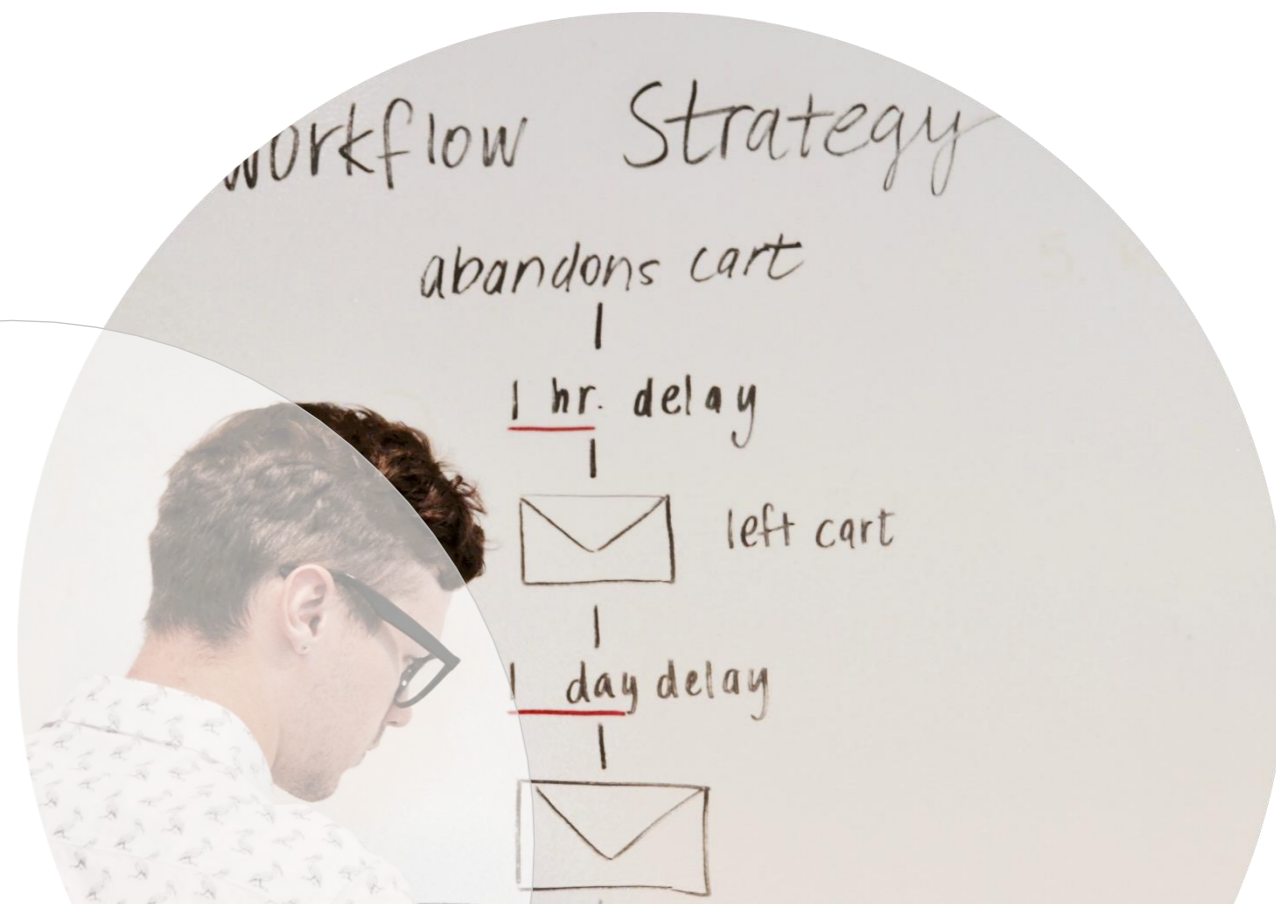 workflow Strategy
abandons cart
1 hr. delay
left cart
1 day delay